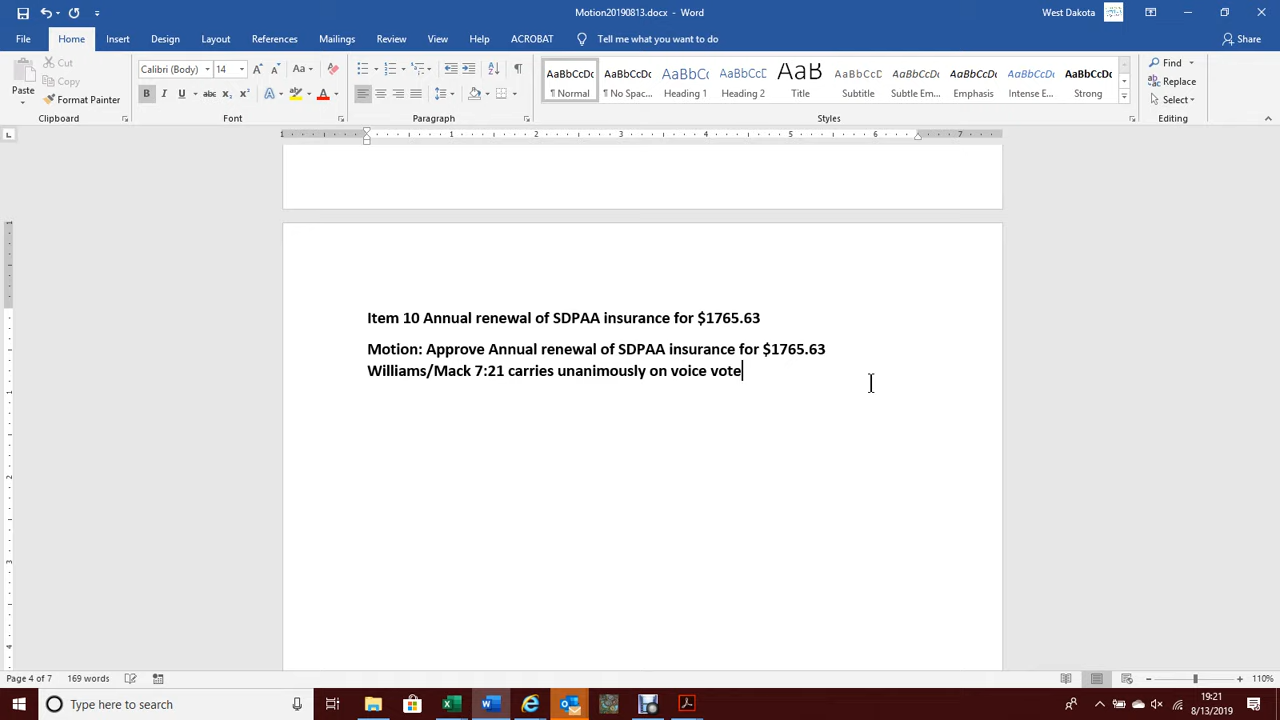 Motion20190813.docx - Word
West Dakota
File Home Insert Design Layout References Mailings Review View Help ACROBAT Tell me what you want to do Share
Paste
Cut
Copy
Format Painter
Clipboard
Calibri (Body) 14
Font
Paragraph
AaBbCcDc AaBbCcDc AaBbCc AaBbCcC AaB AaBbCcC AaBbCcDc AaBbCcDc AaBbCcDc AaBbCcDc
¶ Normal ¶ No Spac... Heading 1 Heading 2 Title Subtitle Subtle Em... Emphasis Intense E... Strong
Styles
Find
Replace
Select
Editing
Item 10 Annual renewal of SDPAA insurance for $1765.63
Motion: Approve Annual renewal of SDPAA insurance for $1765.63
Williams/Mack 7:21 carries unanimously on voice vote
Page 4 of 7 169 words
110%
Type here to search
19:21
8/13/2019